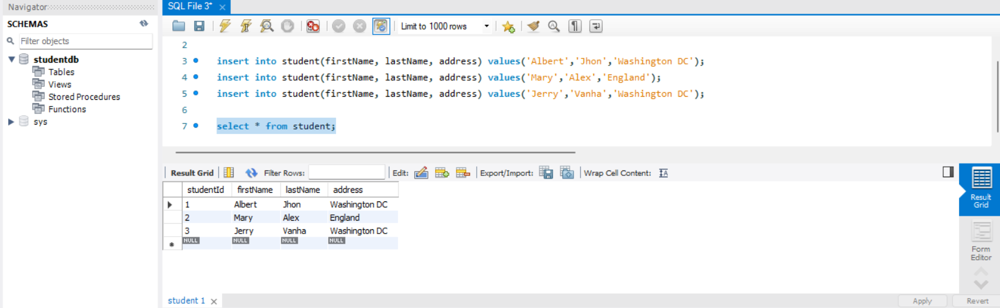 Navigator
SQL File 3*
SCHEMAS
Limit to 1000 rows
Filter objects
studentdb
Tables
Views
Stored Procedures
Functions
sys
2
3 insert into student(firstName, lastName, address) values('Albert','Jhon','Washington DC');
4 insert into student(firstName, lastName, address) values('Mary','Alex','England');
5 insert into student(firstName, lastName, address) values('Jerry','Vanha','Washington DC');
6
7 select * from student;
Result Grid Filter Rows: Edit: Export/Import: Wrap Cell Content: IA
studentId firstName lastName address
1 Albert Jhon Washington DC
2 Mary Alex England
3 Jerry Vanha Washington DC
NULL NULL NULL NULL
Result
Grid
Form
Editor
student 1
Apply Revert